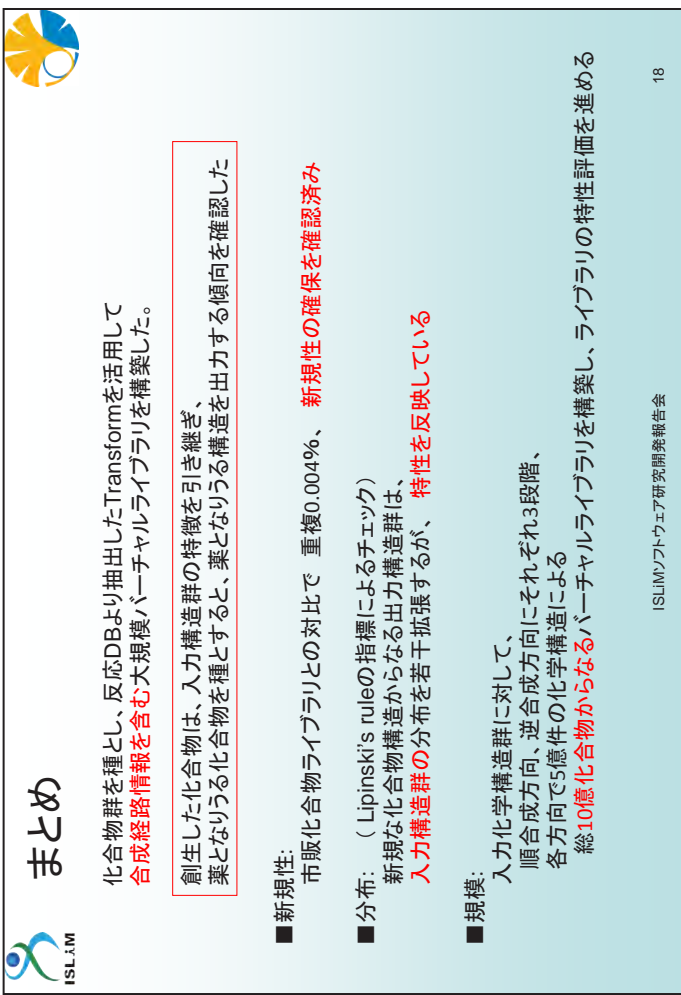 ISLiM
まとめ
化合物群を種とし、反応DBより抽出したTransformを活用して
合成経路情報を含む大規模バーチャルライブラリを構築した。
創生した化合物は、入力構造群の特徴を引き継ぎ、
薬となりうる化合物を種とすると、薬となりうる構造を出力する傾向を確認した
■新規性:
市販化合物ライブラリとの対比で 重複0.004%、 新規性の確保を確認済み
■分布: （ Lipinski's ruleの指標によるチェック）
新規な化合物構造からなる出力構造群は、
入力構造群の分布を若干拡張するが、 特性を反映している
■規模:
入力化学構造群に対して、
順合成方向、逆合成方向にそれぞれ3段階、
各方向で5億件の化学構造による
総10億化合物からなるバーチャルライブラリを構築し、ライブラリの特性評価を進める
ISLiMソフトウェア研究開発報告会
18